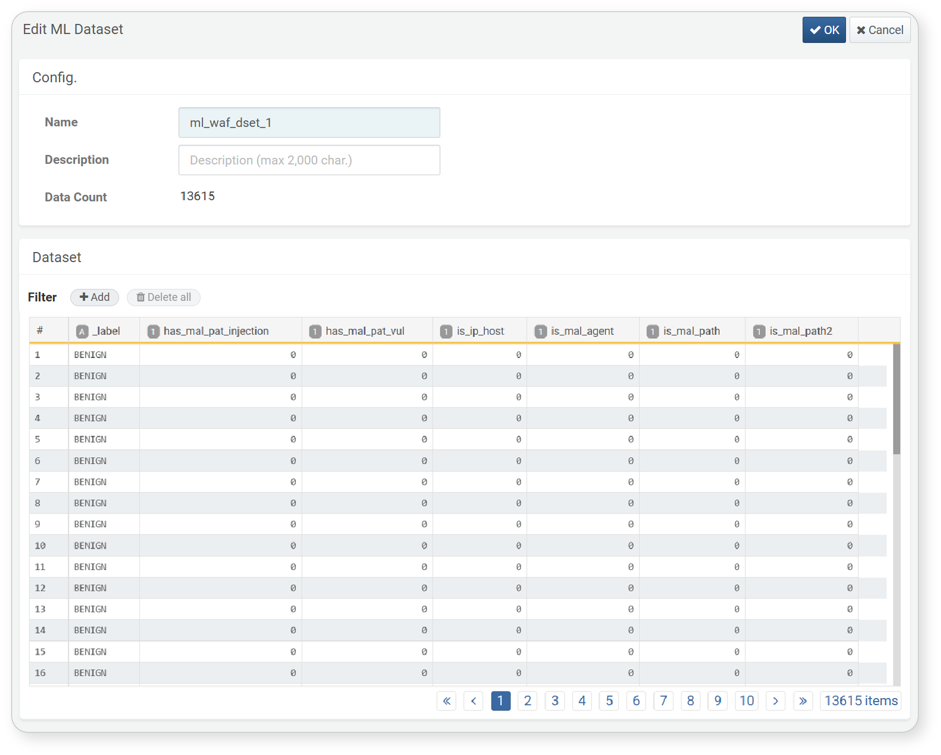 Edit ML Dataset OK Cancel
Config.
Name ml_waf_dset_1
Description Description (max 2,000 char.)
Data Count 13615
Dataset
Filter Add Delete all
# A _label 1 has_mal_pat_injection 1 has_mal_pat_vul 1 is_ip_host 1 is_mal_agent 1 is_mal_path 1 is_mal_path2
1 BENIGN 0 0 0 0 0 0
2 BENIGN 0 0 0 0 0 0
3 BENIGN 0 0 0 0 0 0
4 BENIGN 0 0 0 0 0 0
5 BENIGN 0 0 0 0 0 0
6 BENIGN 0 0 0 0 0 0
7 BENIGN 0 0 0 0 0 0
8 BENIGN 0 0 0 0 0 0
9 BENIGN 0 0 0 0 0 0
10 BENIGN 0 0 0 0 0 0
11 BENIGN 0 0 0 0 0 0
12 BENIGN 0 0 0 0 0 0
13 BENIGN 0 0 0 0 0 0
14 BENIGN 0 0 0 0 0 0
15 BENIGN 0 0 0 0 0 0
16 BENIGN 0 0 0 0 0 0
« ‹ 1 2 3 4 5 6 7 8 9 10 › » 13615 items